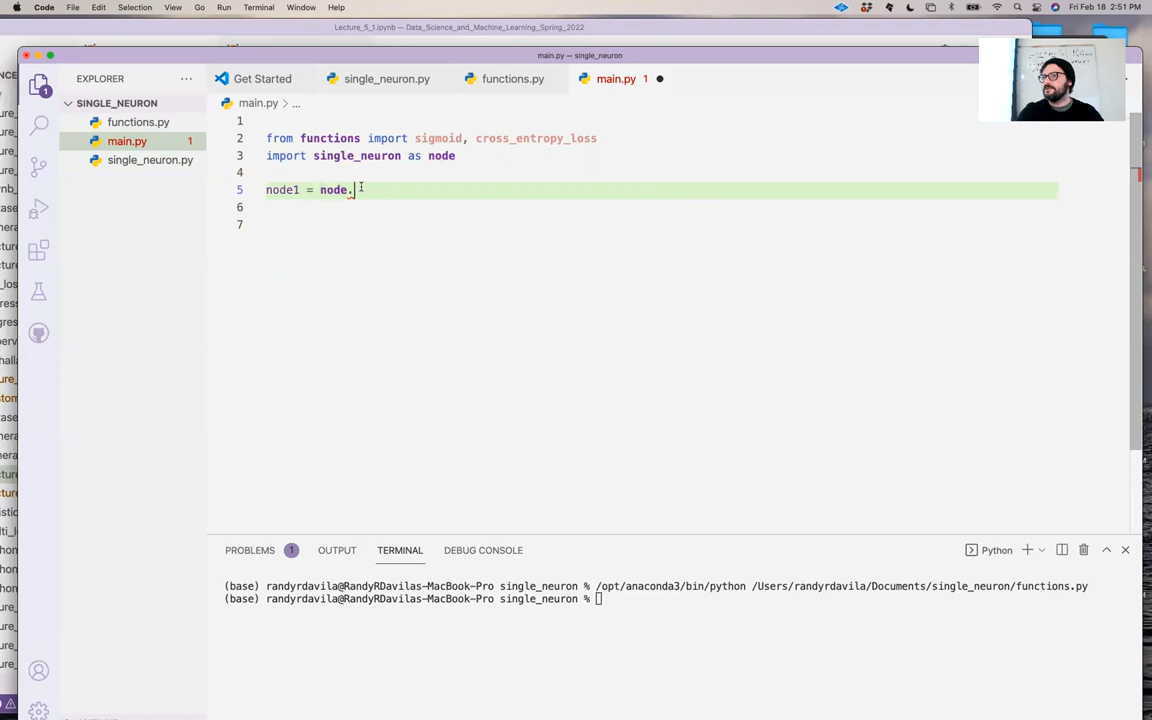 Code File Edit Selection View Go Run Terminal Window Help Fri Feb 18 2:51 PM
Lecture_5_1.ipynb — Data_Science_and_Machine_Learning_Spring_2022
main.py — single_neuron
EXPLORER ··· Get Started single_neuron.py functions.py main.py 1
SINGLE_NEURON
main.py > ...
functions.py
main.py 1
single_neuron.py
1
2 from functions import sigmoid, cross_entropy_loss
3 import single_neuron as node
4
5 node1 = node.
6
7
PROBLEMS 1 OUTPUT TERMINAL DEBUG CONSOLE Python
(base) randyrdavila@RandyRDavilas-MacBook-Pro single_neuron % /opt/anaconda3/bin/python /Users/randyrdavila/Documents/single_neuron/functions.py
(base) randyrdavila@RandyRDavilas-MacBook-Pro single_neuron %